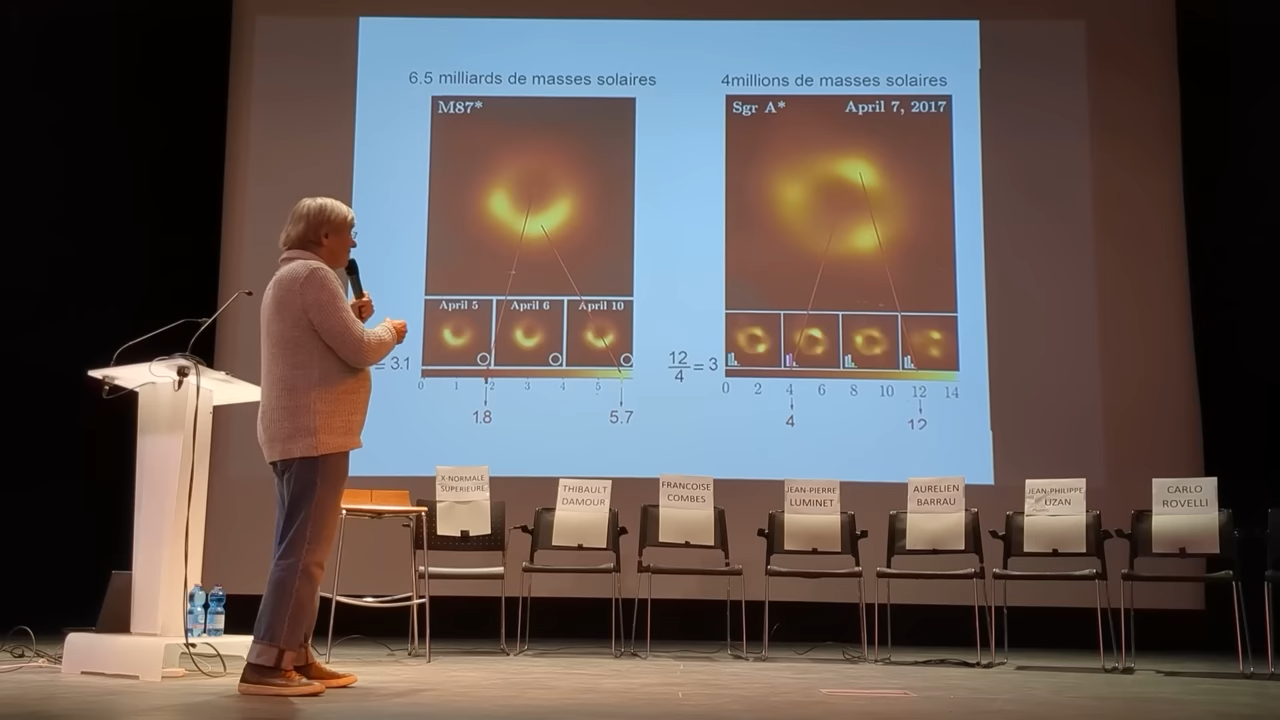 6.5 milliards de masses solaires
M87*
April 5
April 6
April 10
= 3.1
0 1 2 3 4 5
1.8
5.7
4millions de masses solaires
Sgr A*
April 7, 2017
12
4
= 3
0 2 4 6 8 10 12 14
4
12
X-NORMALE
SUPERIEURE
THIBAULT
DAMOUR
FRANCOISE
COMBES
JEAN-PIERRE
LUMINET
AURELIEN
BARRAU
JEAN-PHILIPPE
UZAN
CARLO
ROVELLI